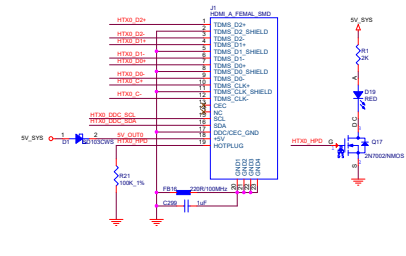 J1
HDMI_A_FEMAL_SMD
HTX0_D2+
1
TDMS_D2+
2
TDMS_D2_SHIELD
HTX0_D2-
3
TDMS_D2-
HTX0_D1+
4
TDMS_D1+
5
TDMS_D1_SHIELD
HTX0_D1-
6
TDMS_D1-
HTX0_D0+
7
TDMS_D0+
8
TDMS_D0_SHIELD
HTX0_D0-
9
TDMS_D0-
HTX0_C+
10
TDMS_CLK+
11
TDMS_CLK_SHIELD
HTX0_C-
12
TDMS_CLK-
13
CEC
14
NC
HTX0_DDC_SCL
15
SCL
HTX0_DDC_SDA
16
SDA
17
DDC/CEC_GND
5V_SYS
1
2
5V_OUT0
18
+5V
D1
BD103CWS
HTX0_HPD
19
HOTPLUG
GND1
GND2
GND3
GND4
20
21
22
23
R21
100K_1%
FB16
220R/100MHz
C299
1uF
5V_SYS
R1
2K
A
D19
RED
C
D
HTX0_HPD
G
Q17
2N7002/NMOS
S